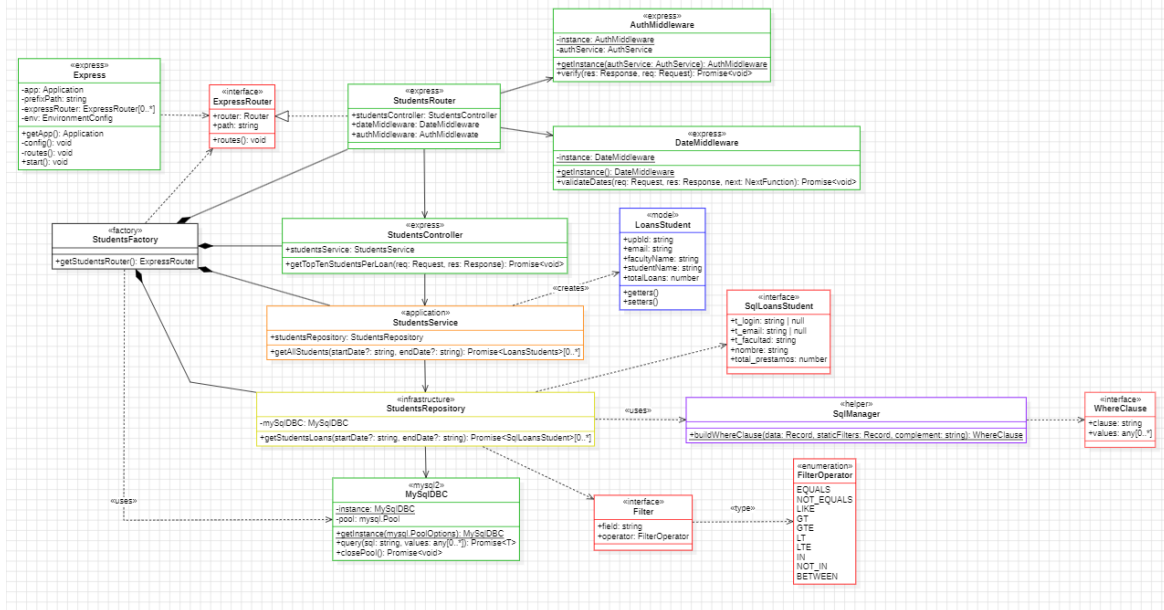 «express»
AuthMiddleware
-instance: AuthMiddleware
-authService: AuthService
+getInstance(authService: AuthService): AuthMiddleware
+verify(res: Response, req: Request): Promise<void>
«express»
Express
-app: Application
-prefixPath: string
-expressRouter: ExpressRouter[0..*]
-env: EnvironmentConfig
+getApp(): Application
-config(): void
-routes(): void
+start(): void
«interface»
ExpressRouter
+router: Router
+path: string
+routes(): void
«express»
StudentsRouter
+studentsController: StudentsController
+dateMiddleware: DateMiddleware
+authMiddleware: AuthMiddlewate
«express»
DateMiddleware
-instance: DateMiddleware
+getInstance(): DateMiddleware
+validateDates(req: Request, res: Response, next: NextFunction): Promise<void>
«factory»
StudentsFactory
+getStudentsRouter(): ExpressRouter
«express»
StudentsController
+studentsService: StudentsService
+getTopTenStudentsPerLoan(req: Request, res: Response): Promise<void>
«model»
LoansStudent
+upbId: string
+email: string
+facultyName: string
+studentName: string
+totalLoans: number
+getters()
+setters()
«creates»
«application»
StudentsService
+studentsRepository: StudentsRepository
+getAllStudents(startDate?: string, endDate?: string): Promise<LoansStudents>[0..*]
«interface»
SqlLoansStudent
+t_login: string | null
+t_email: string | null
+t_facultad: string
+nombre: string
+total_prestamos: number
«infrastructure»
StudentsRepository
-mySqlDBC: MySqlDBC
+getStudentsLoans(startDate?: string, endDate?: string): Promise<SqlLoansStudent>[0..*]
«uses»
«helper»
SqlManager
+buildWhereClause(data: Record, staticFilters: Record, complement: string): WhereClause
«interface»
WhereClause
+clause: string
+values: any[0..*]
«uses»
«mysql2»
MySqlDBC
-instance: MySqlDBC
-pool: mysql.Pool
+getInstance(mysql.PoolOptions): MySqlDBC
+query(sql: string, values: any[0..*]): Promise<T>
+closePool(): Promise<void>
«interface»
Filter
+field: string
+operator: FilterOperator
«type»
«enumeration»
FilterOperator
EQUALS
NOT_EQUALS
LIKE
GT
GTE
LT
LTE
IN
NOT_IN
BETWEEN